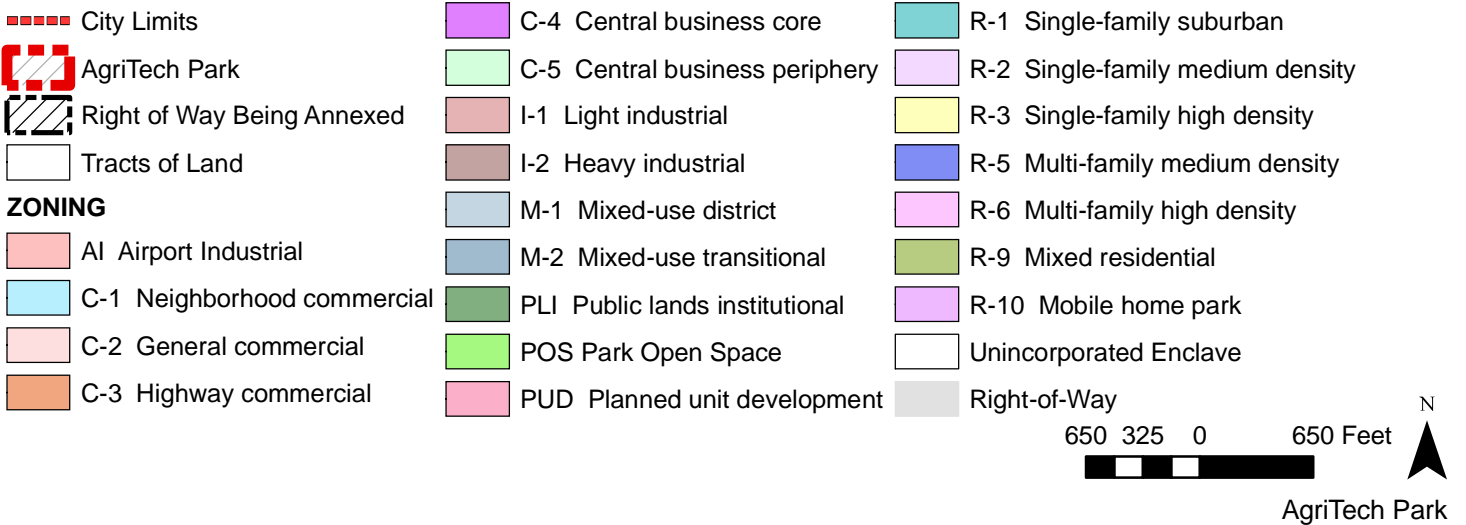 City Limits
AgriTech Park
Right of Way Being Annexed
Tracts of Land
ZONING
AI Airport Industrial
C-1 Neighborhood commercial
C-2 General commercial
C-3 Highway commercial
C-4 Central business core
C-5 Central business periphery
I-1 Light industrial
I-2 Heavy industrial
M-1 Mixed-use district
M-2 Mixed-use transitional
PLI Public lands institutional
POS Park Open Space
PUD Planned unit development
R-1 Single-family suburban
R-2 Single-family medium density
R-3 Single-family high density
R-5 Multi-family medium density
R-6 Multi-family high density
R-9 Mixed residential
R-10 Mobile home park
Unincorporated Enclave
Right-of-Way
650 325 0 650 Feet
N
AgriTech Park